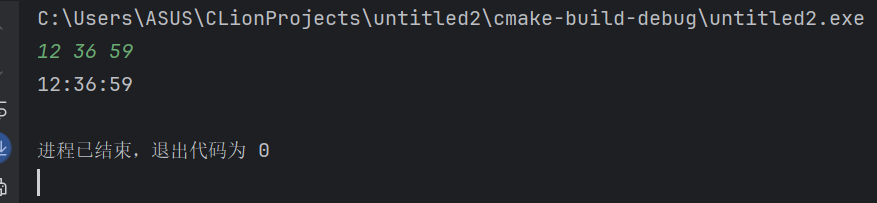 C:\Users\ASUS\CLionProjects\untitled2\cmake-build-debug\untitled2.exe
12 36 59
12:36:59
进程已结束，退出代码为 0